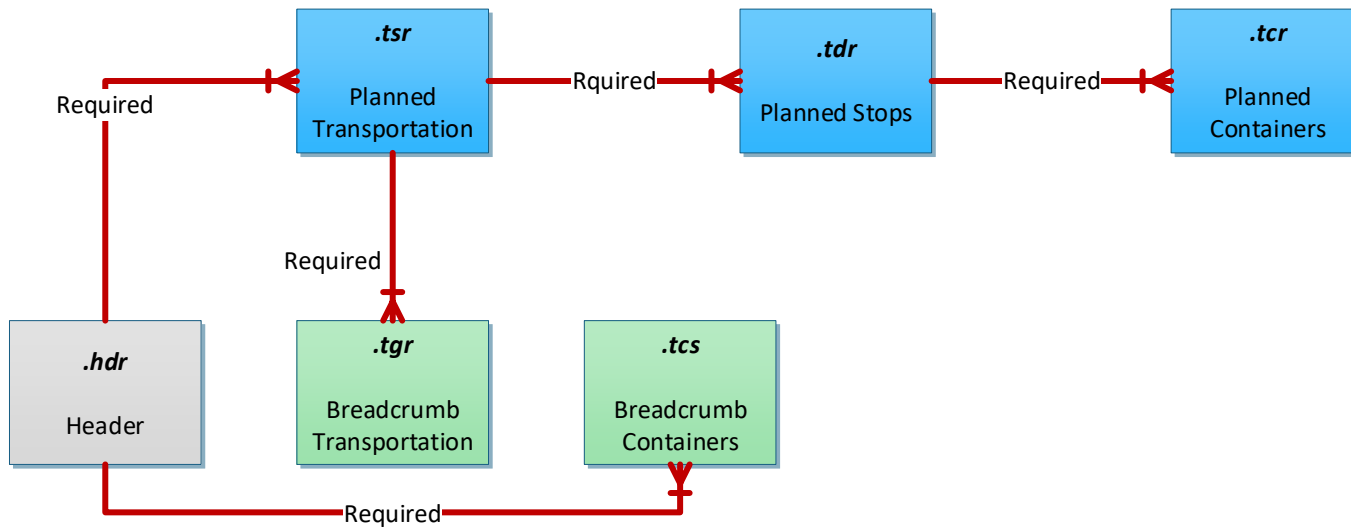 .tsr
Planned
Transportation
.tdr
Planned Stops
.tcr
Planned
Containers
Required
Rquired
Required
Required
.hdr
Header
.tgr
Breadcrumb
Transportation
.tcs
Breadcrumb
Containers
Required